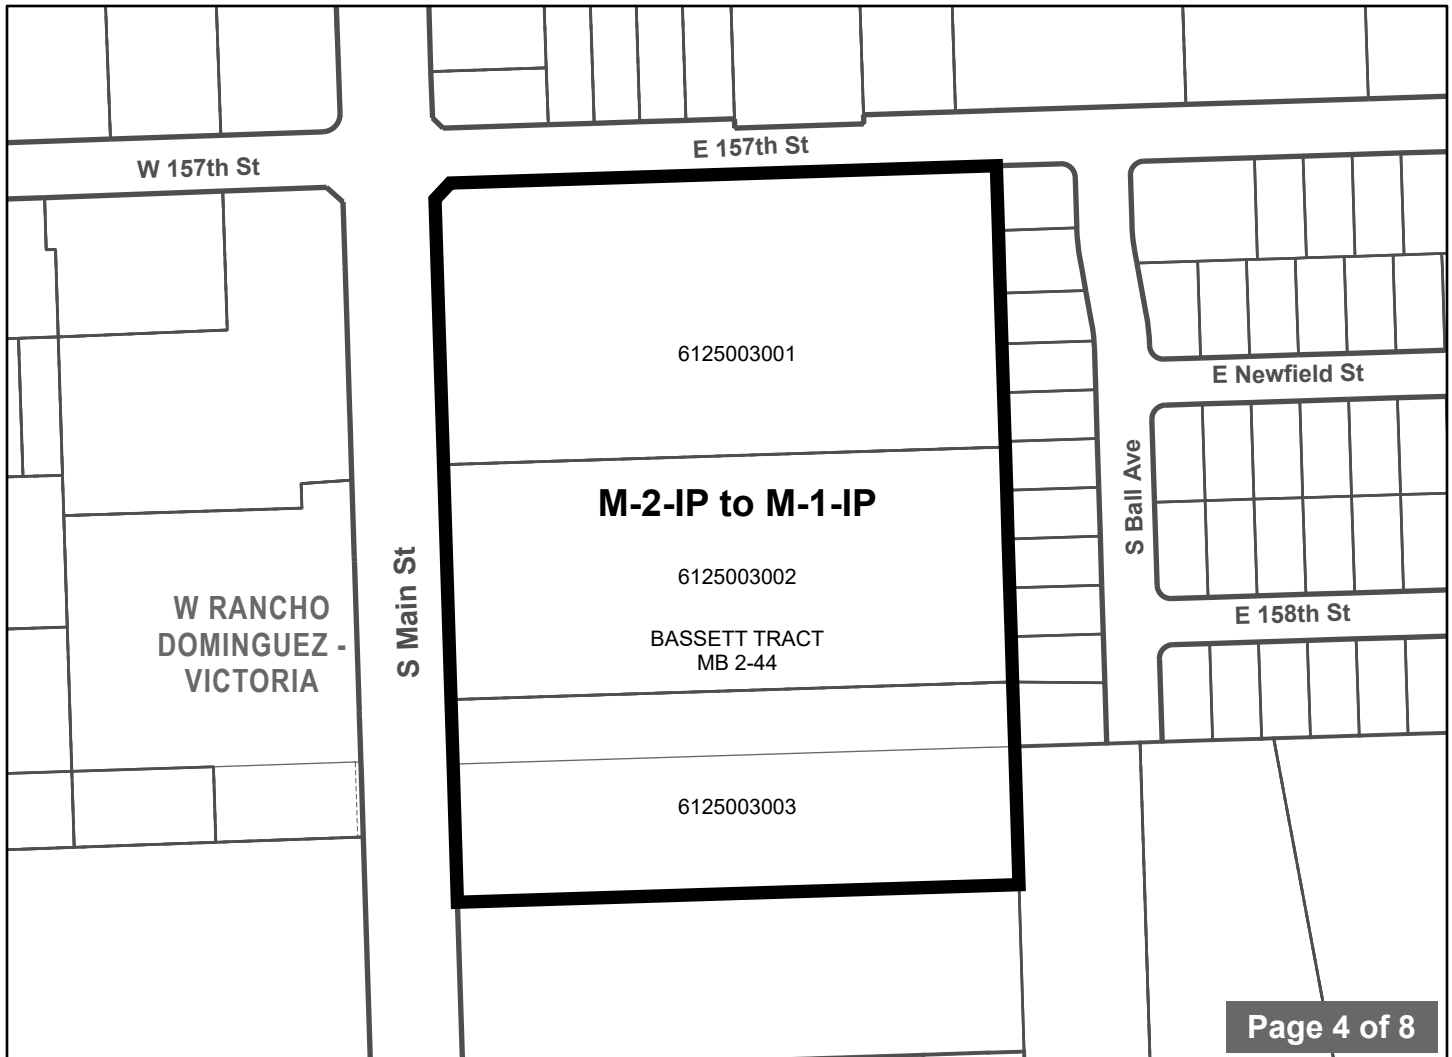 W 157th St
E 157th St
6125003001
E Newfield St
S Ball Ave
M-2-IP to M-1-IP
6125003002
S Main St
W RANCHO
DOMINGUEZ -
VICTORIA
BASSETT TRACT
MB 2-44
E 158th St
6125003003
Page 4 of 8